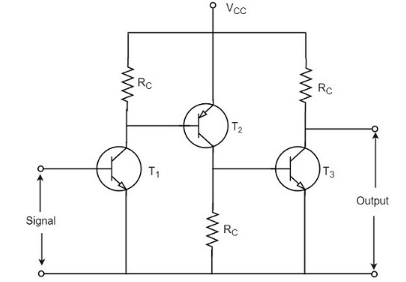 VCC
RC
RC
T2
T1
T3
Signal
RC
Output